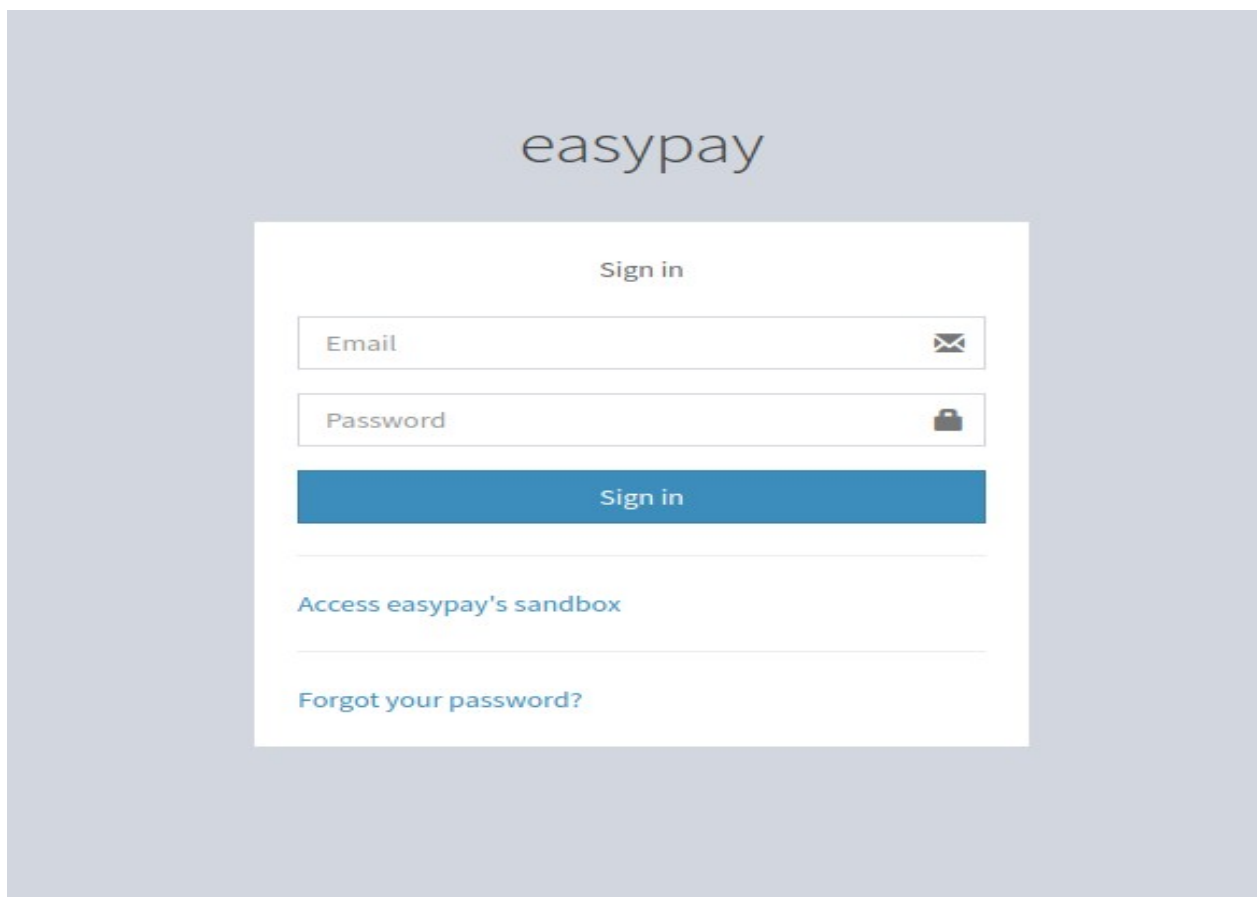 easypay
Sign in
Email
Password
Sign in
Access easypay's sandbox
Forgot your password?